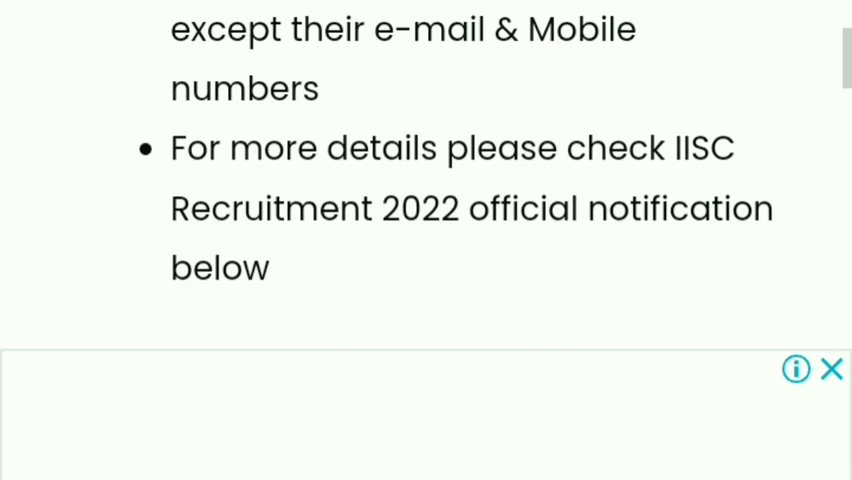 except their e-mail & Mobile
numbers
• For more details please check IISC
Recruitment 2022 official notification
below